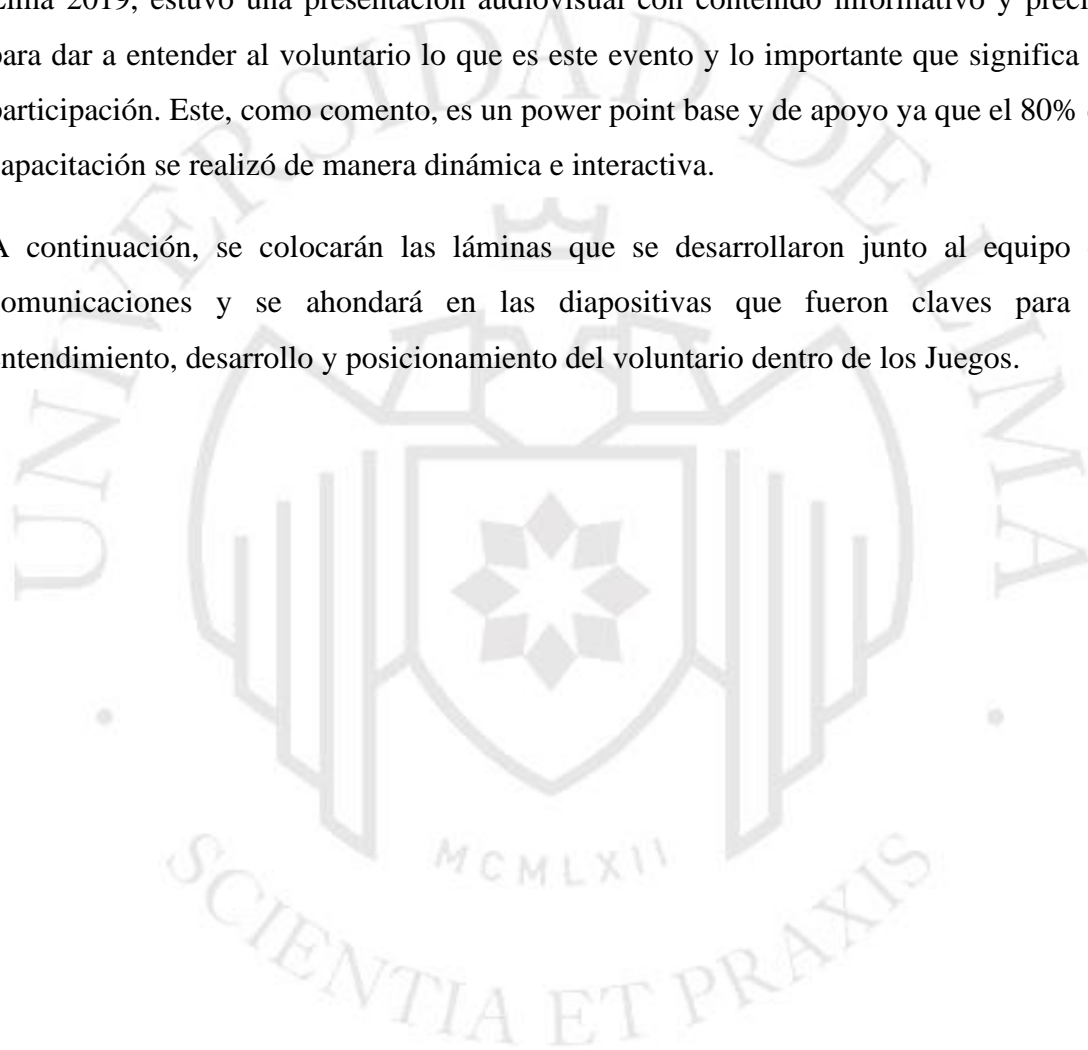 Lima 2019, estuvo una presentación audiovisual con contenido informativo y
para dar a entender al voluntario lo que es este evento y lo importante que significa
participación. Este, como comento, es un power point base y de apoyo ya que el 80%
capacitación se realizó de manera dinámica e interactiva.
A continuación, se colocarán las láminas que se desarrollaron junto al equipo
comunicaciones y se ahondará en las diapositivas que fueron claves para
entendimiento, desarrollo y posicionamiento del voluntario dentro de los Juegos.
UNIVERSIDAD DE LIMA
MCMLXII
SCIENTIA ET PRAXIS